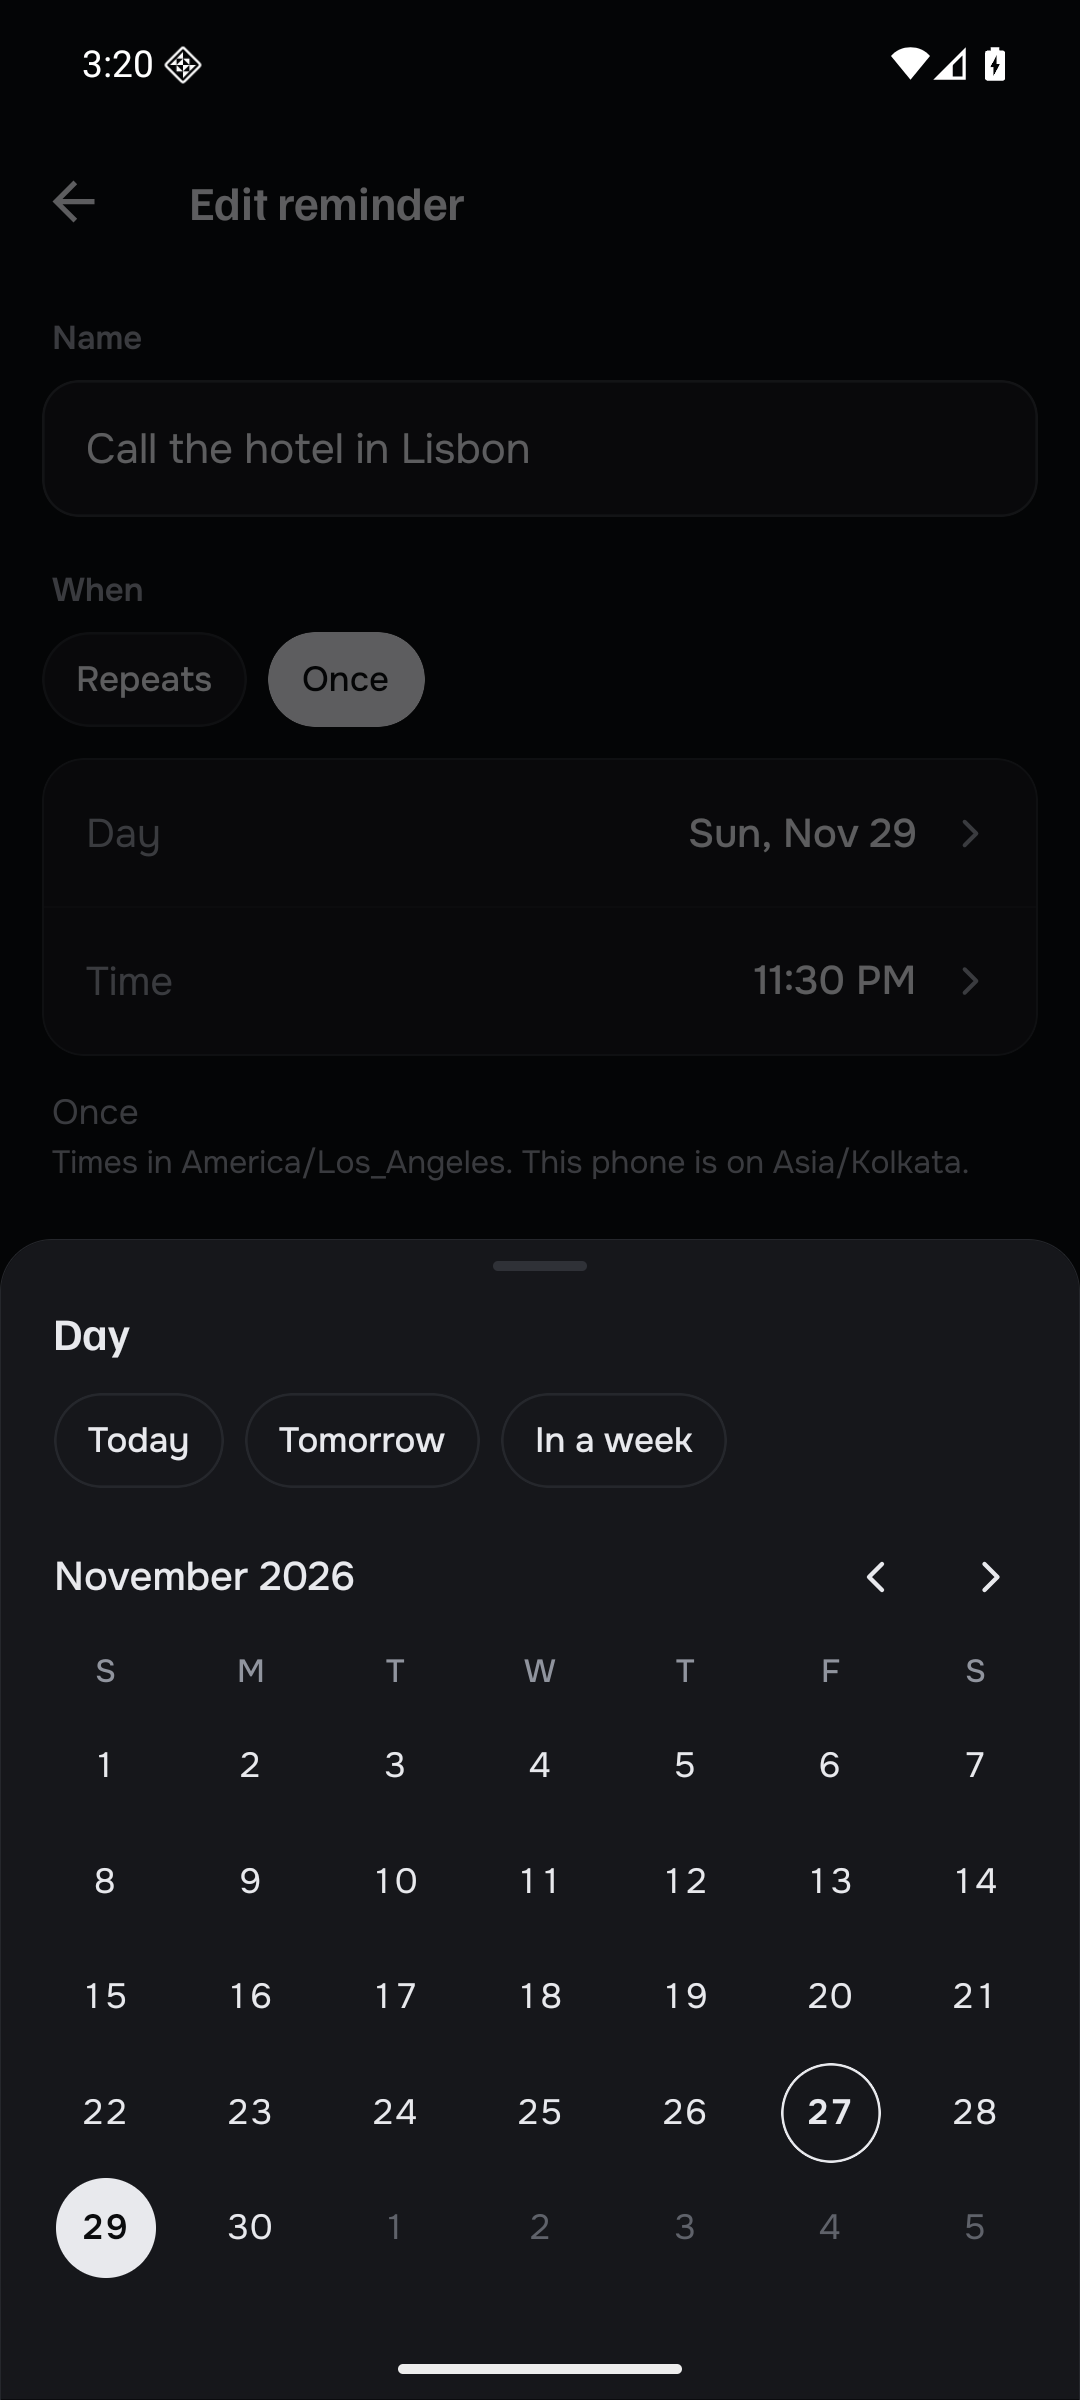 3:20
Edit reminder
Name
Call the hotel in Lisbon
When
Repeats Once
Day Sun, Nov 29
Time 11:30 PM
Once
Times in America/Los_Angeles. This phone is on Asia/Kolkata.
Day
Today Tomorrow In a week
November 2026
S M T W T F S
1 2 3 4 5 6 7
8 9 10 11 12 13 14
15 16 17 18 19 20 21
22 23 24 25 26 27 28
29 30 1 2 3 4 5